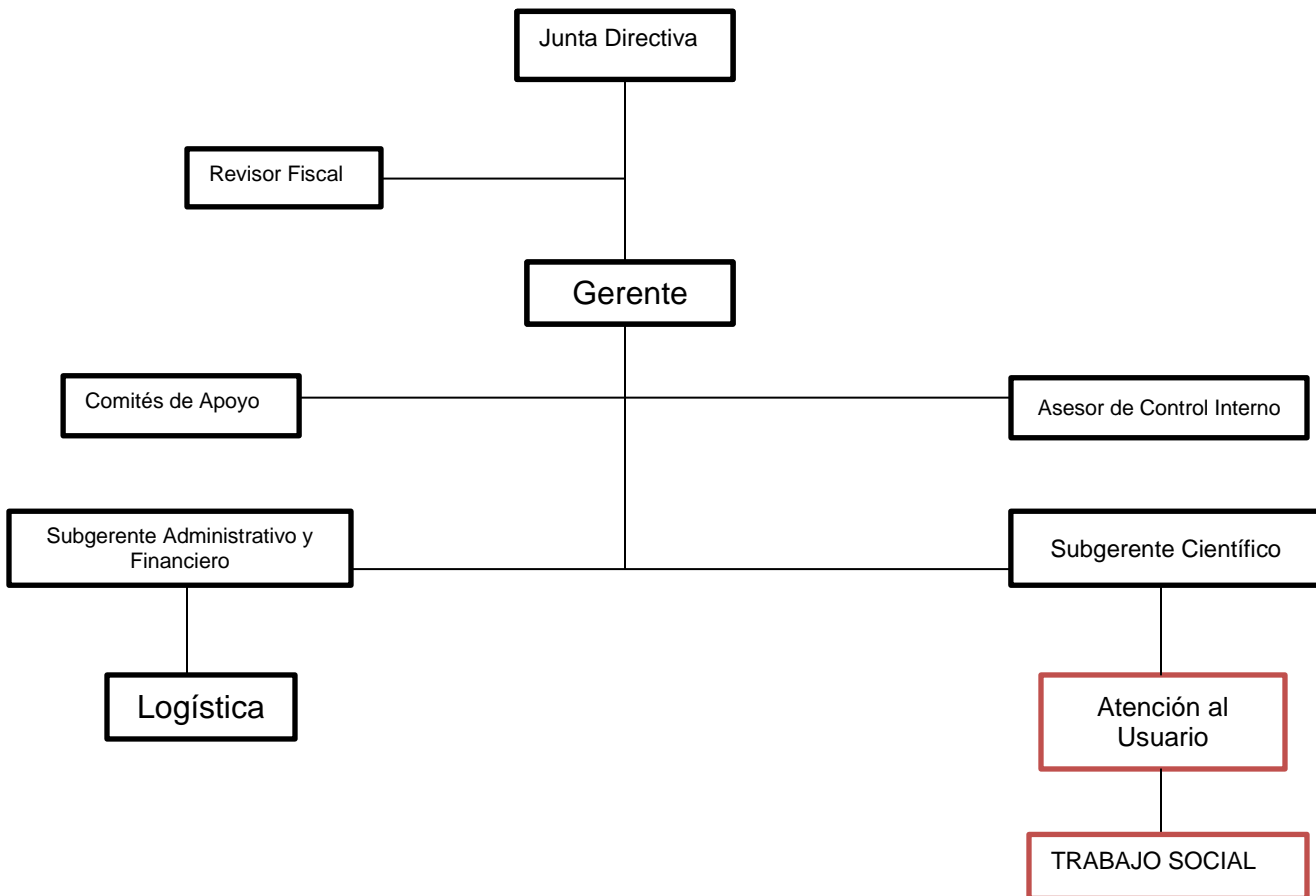 Junta Directiva
Revisor Fiscal
Gerente
Comités de Apoyo
Asesor de Control Interno
Subgerente Administrativo y
Financiero
Subgerente Científico
Logística
Atención al
Usuario
TRABAJO SOCIAL